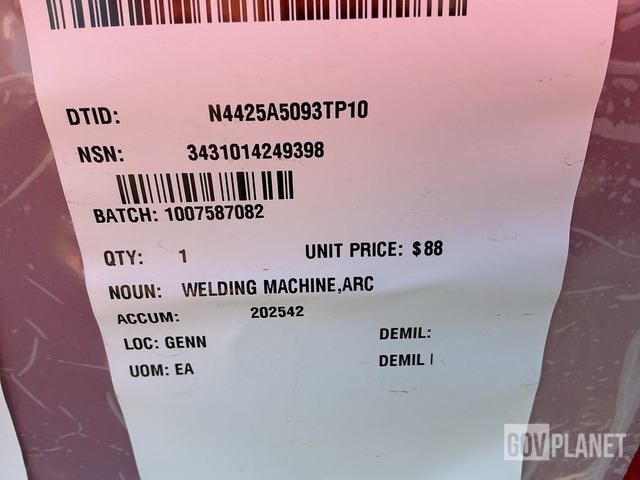 DTID: N4425A5093TP10
NSN: 3431014249398
BATCH: 1007587082
QTY: 1 UNIT PRICE: $88
NOUN: WELDING MACHINE,ARC
ACCUM: 202542
LOC: GENN DEMIL:
UOM: EA DEMIL I
GOVPLANET